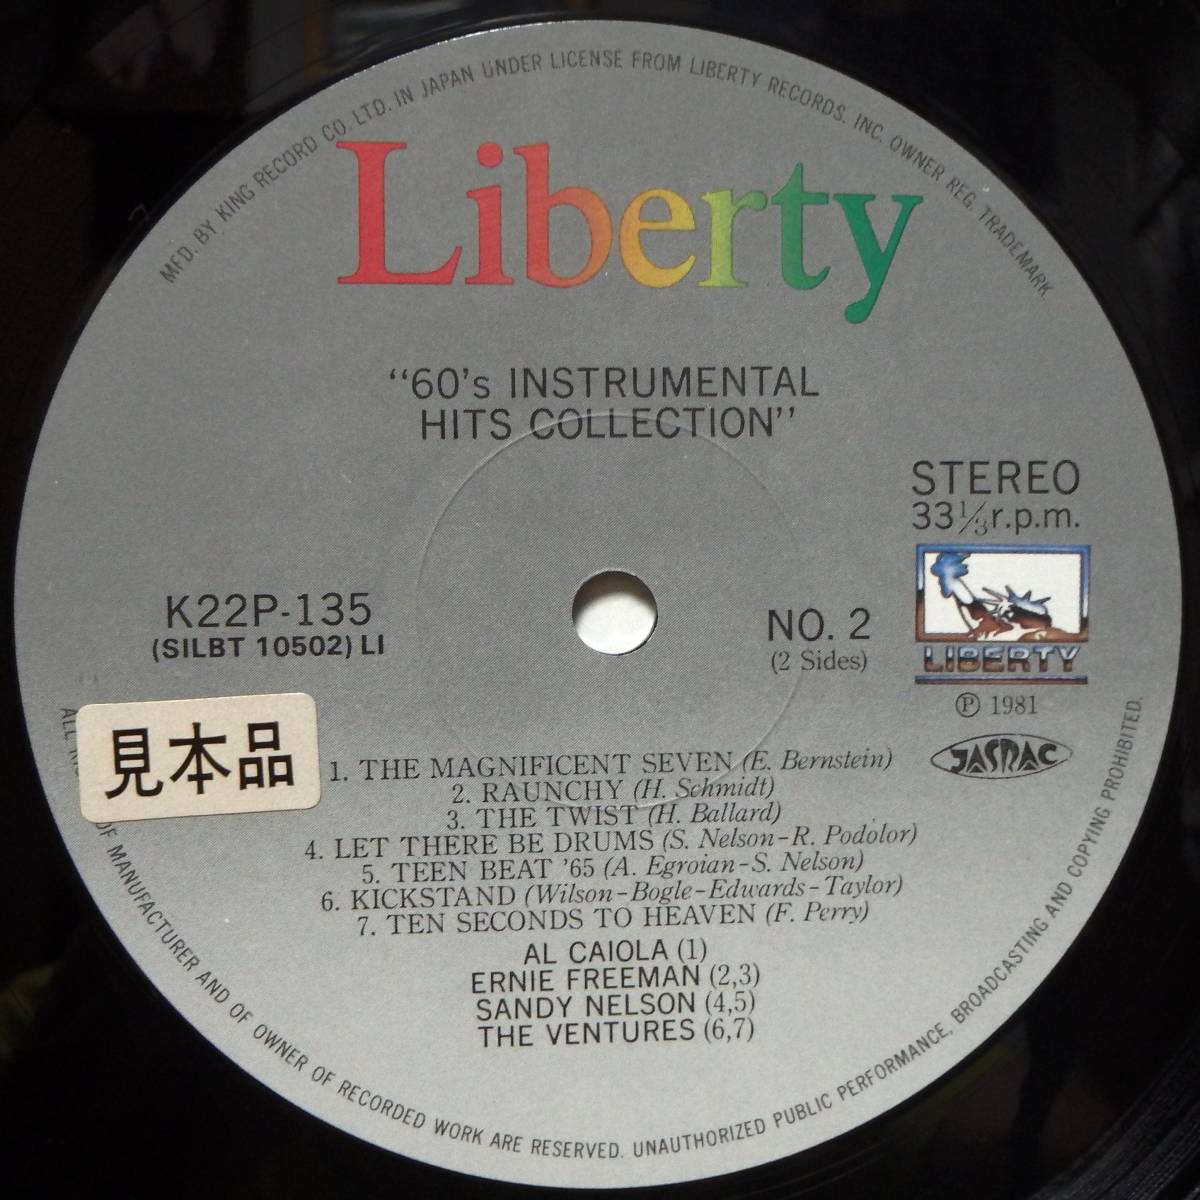 MFD. BY KING RECORD CO. LTD. IN JAPAN UNDER LICENSE FROM LIBERTY RECORDS, INC. OWNER REG. TRADEMARK.
Liberty
"60's INSTRUMENTAL
HITS COLLECTION"
STEREO
33⅓r.p.m.
K22P-135
(SILBT 10502) LI
NO. 2
(2 Sides)
LIBERTY
Ⓟ 1981
JASRAC
見本品
1. THE MAGNIFICENT SEVEN (E. Bernstein)
2. RAUNCHY (H. Schmidt)
3. THE TWIST (H. Ballard)
4. LET THERE BE DRUMS (S. Nelson-R. Podolor)
5. TEEN BEAT '65 (A. Egroian-S. Nelson)
6. KICKSTAND (Wilson-Bogle-Edwards-Taylor)
7. TEN SECONDS TO HEAVEN (F. Perry)
AL CAIOLA (1)
ERNIE FREEMAN (2,3)
SANDY NELSON (4,5)
THE VENTURES (6,7)
ALL OF MANUFACTURER AND OF OWNER OF RECORDED WORK ARE RESERVED. UNAUTHORIZED PUBLIC PERFORMANCE, BROADCASTING AND COPYING PROHIBITED.